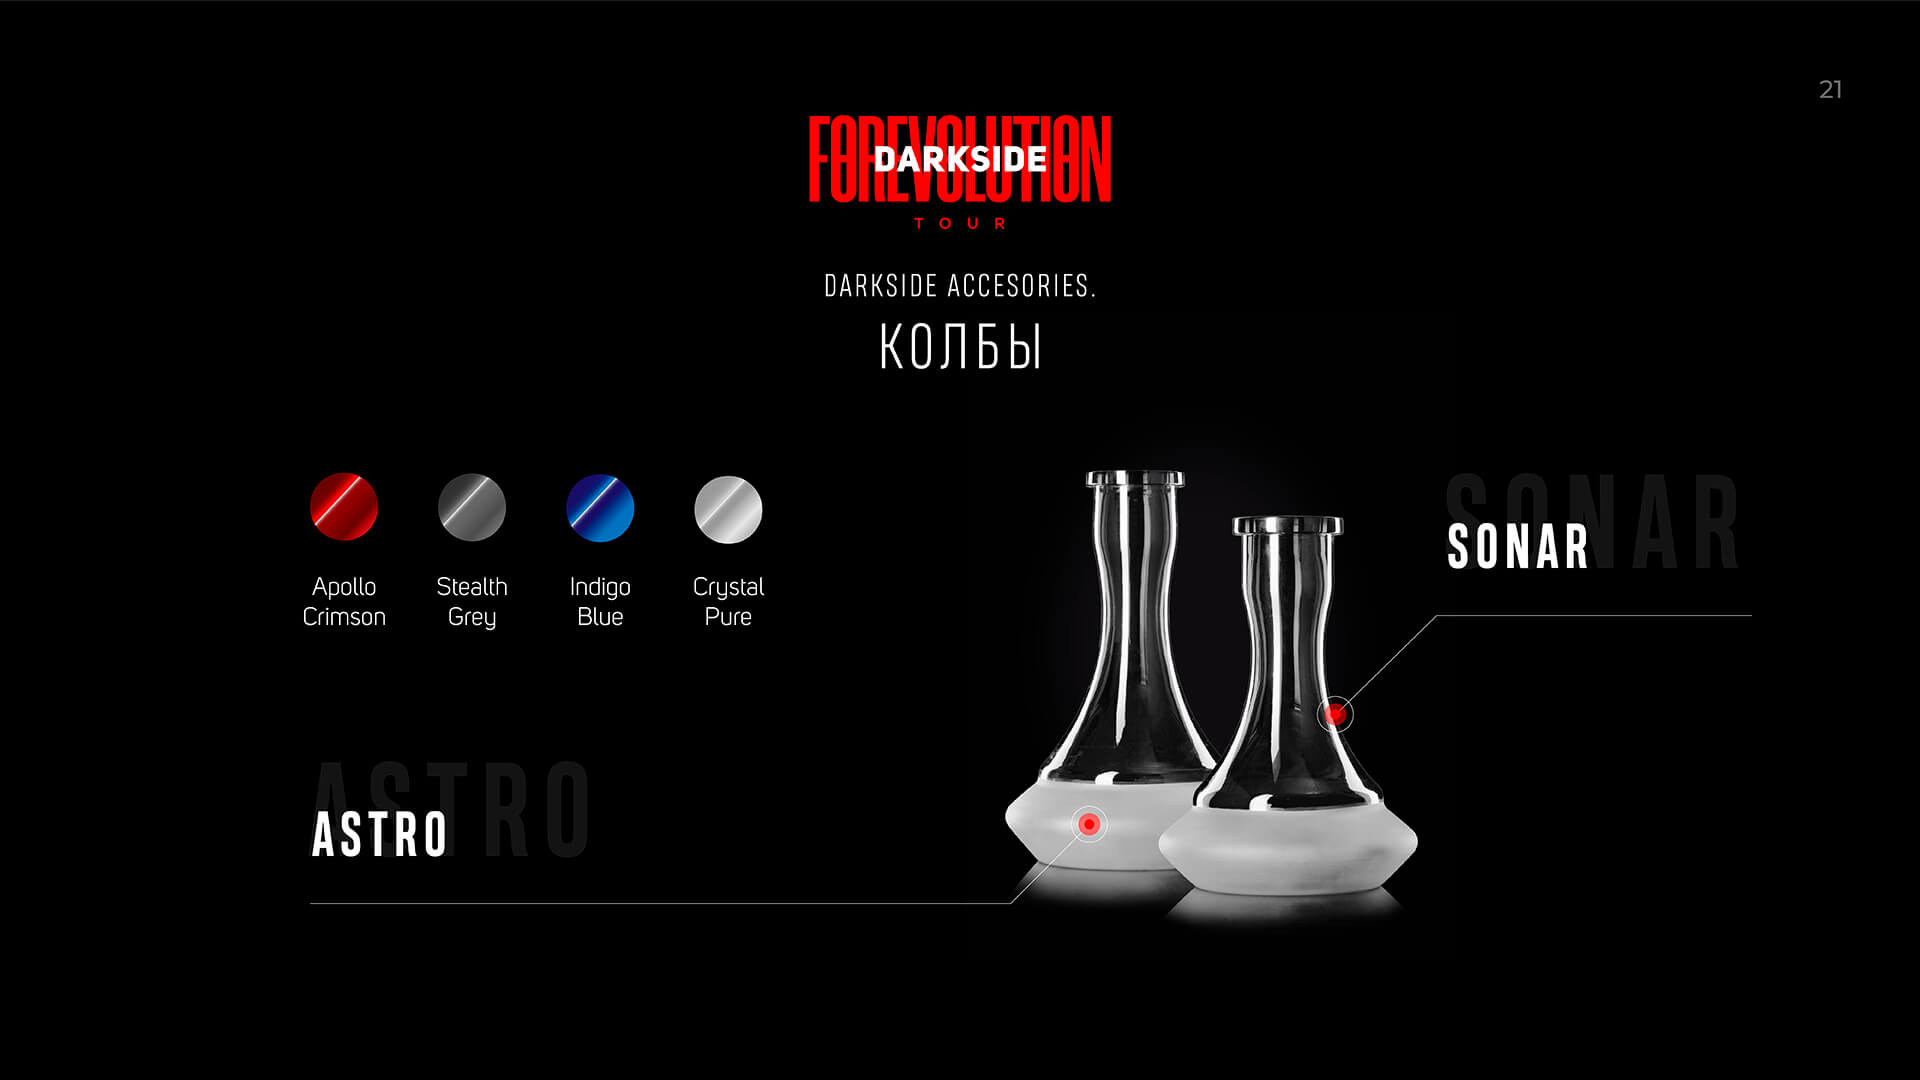 21
FOREVOLUTION
DARKSIDE
TOUR
DARKSIDE ACCESORIES.
КОЛБЫ
Apollo
Crimson
Stealth
Grey
Indigo
Blue
Crystal
Pure
SONAR
SONAR
ASTRO
ASTRO